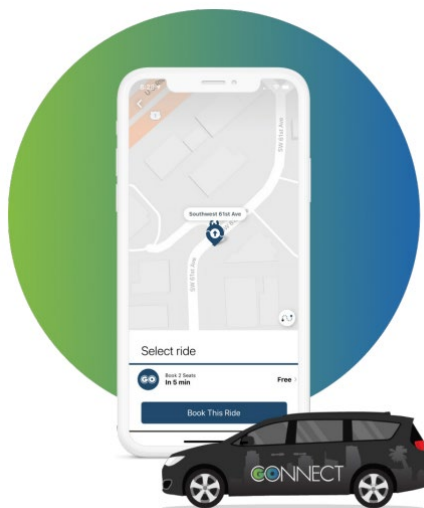 Southwest 61st Ave
SW 61st Ave
SW 61st Ave
Select ride
GO
Book 2 Seats
In 5 min
Free
Book This Ride
GONNECT